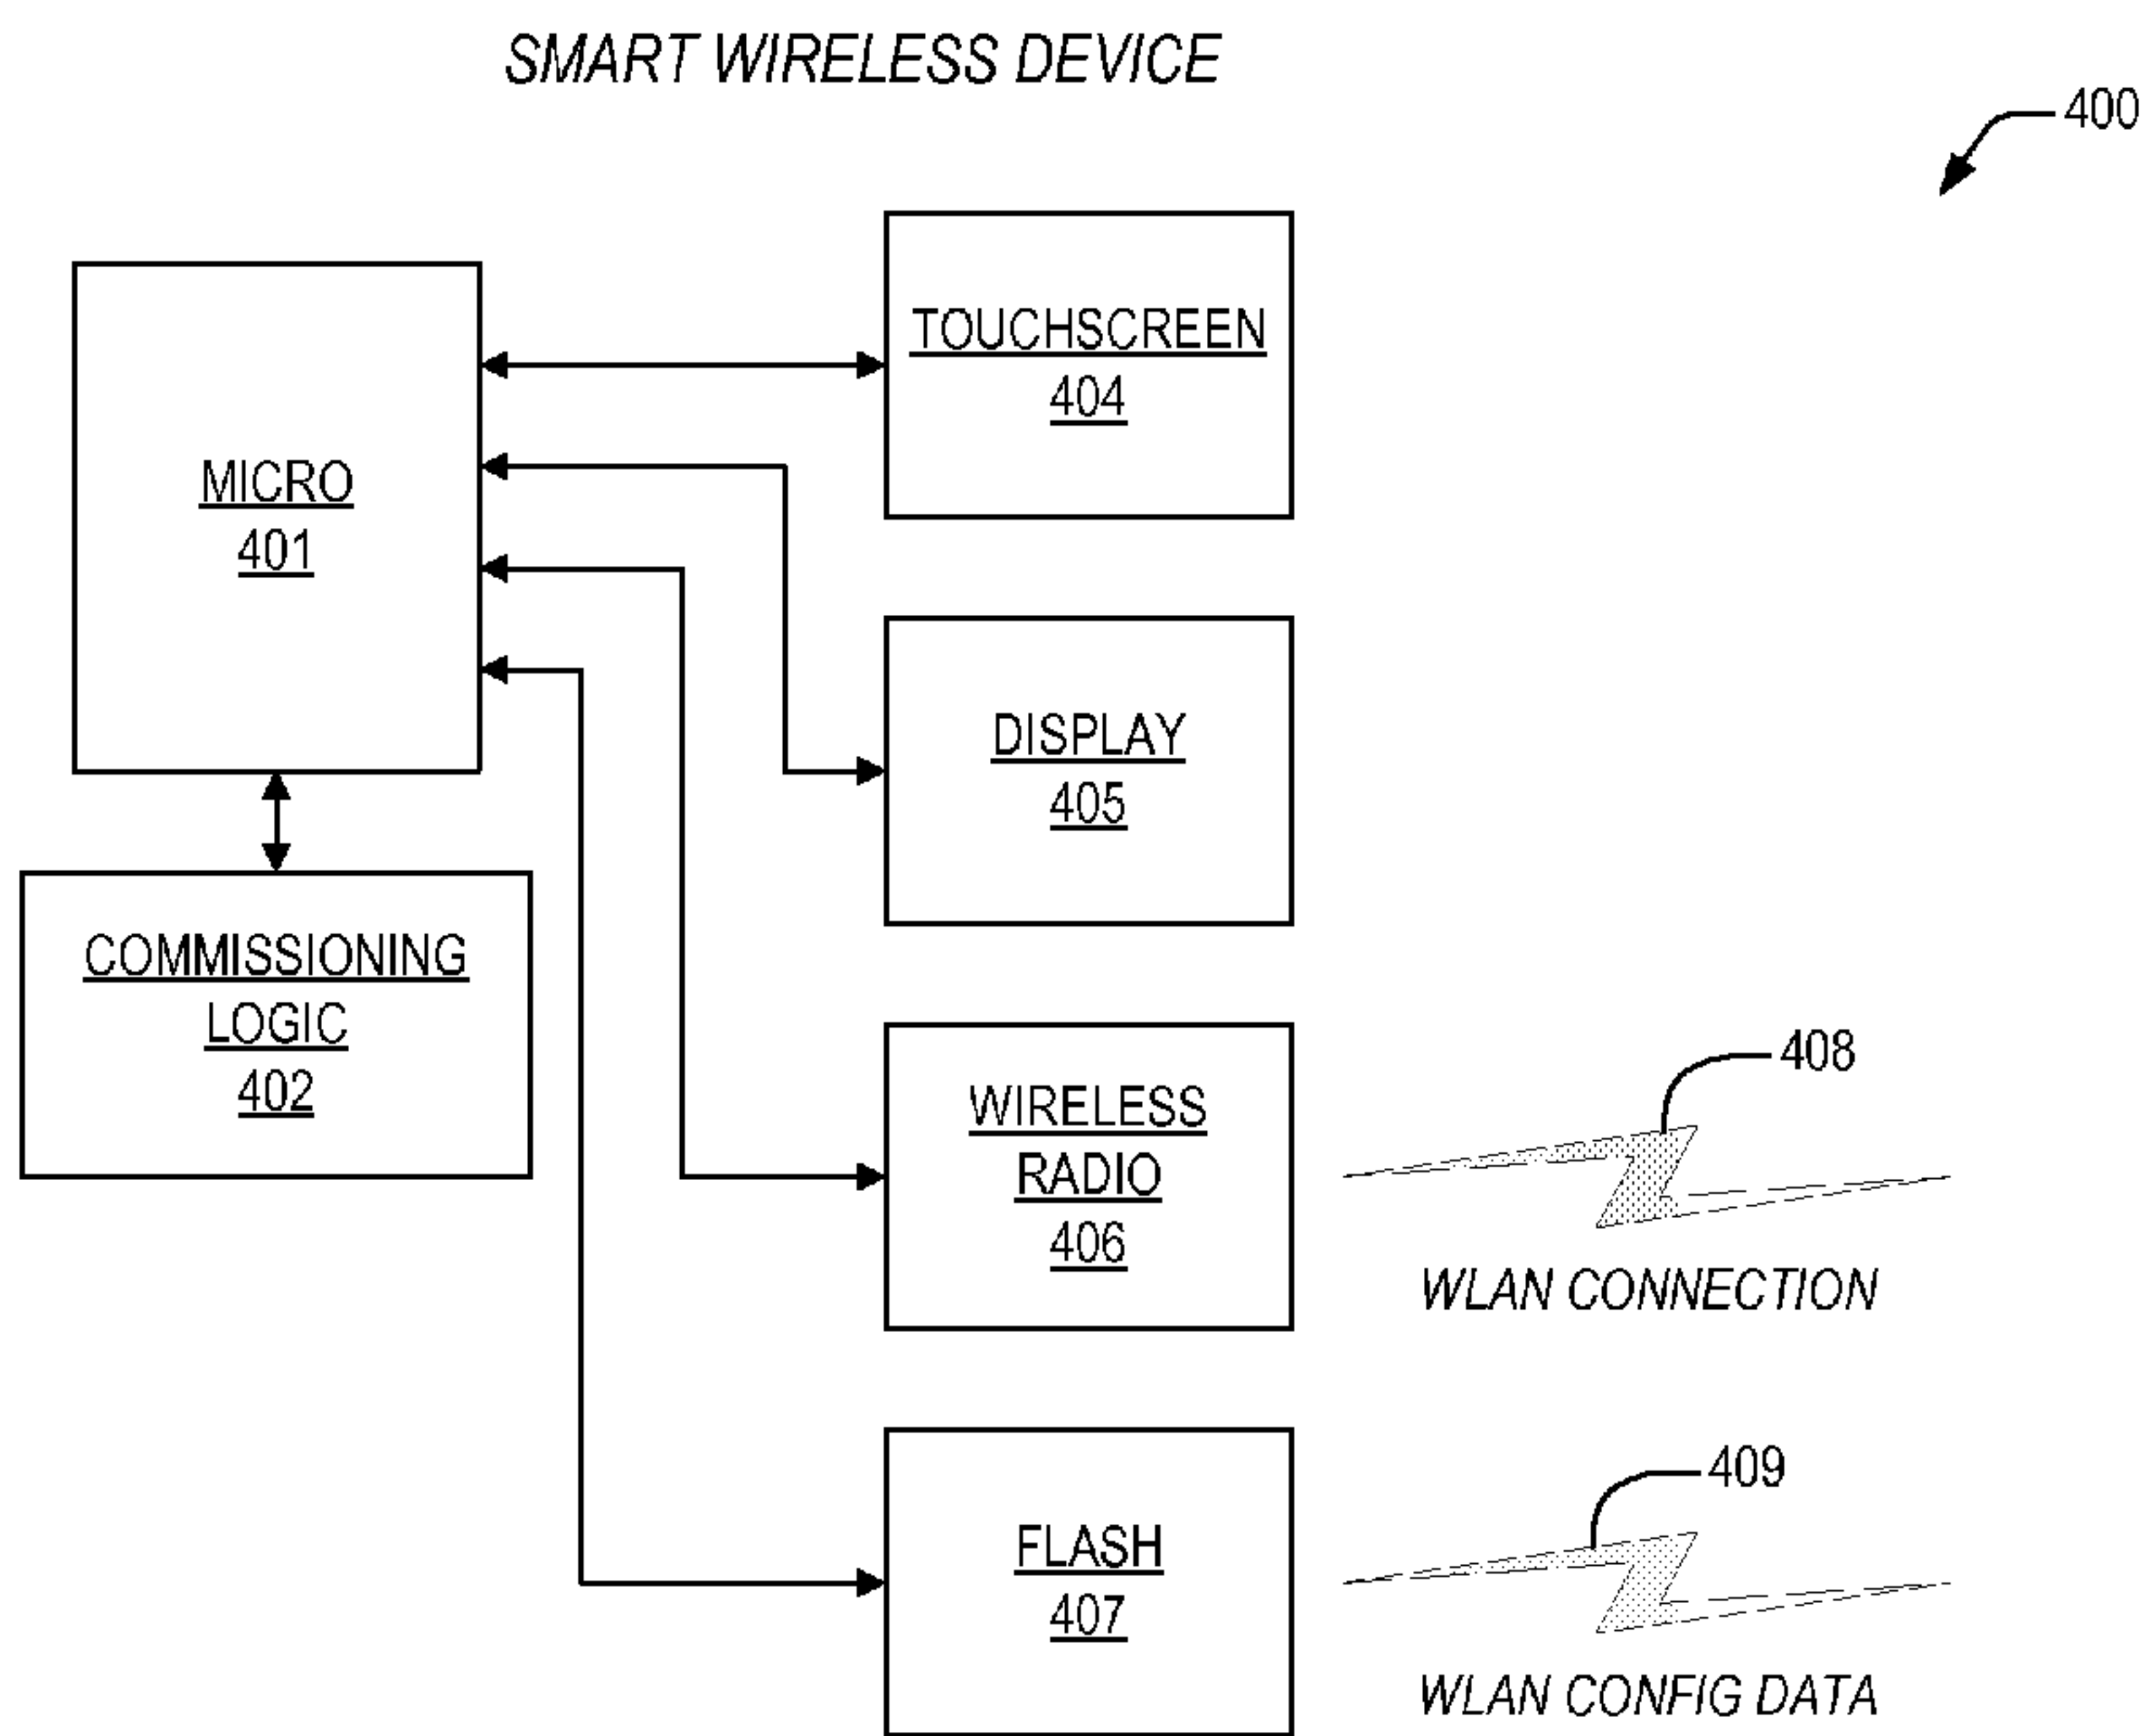 SMART WIRELESS DEVICE
400
TOUCHSCREEN
404
MICRO
401
DISPLAY
405
COMMISSIONING
LOGIC
402
WIRELESS
RADIO
406
408
WLAN CONNECTION
FLASH
407
409
WLAN CONFIG DATA